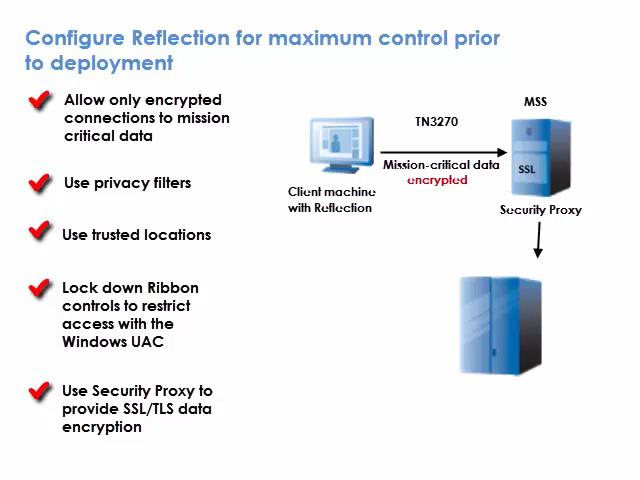 Configure Reflection for maximum control prior
to deployment
Allow only encrypted
connections to mission
critical data
Use privacy filters
Use trusted locations
Lock down Ribbon
controls to restrict
access with the
Windows UAC
Use Security Proxy to
provide SSL/TLS data
encryption
TN3270
MSS
Mission-critical data
encrypted
SSL
Client machine
with Reflection
Security Proxy